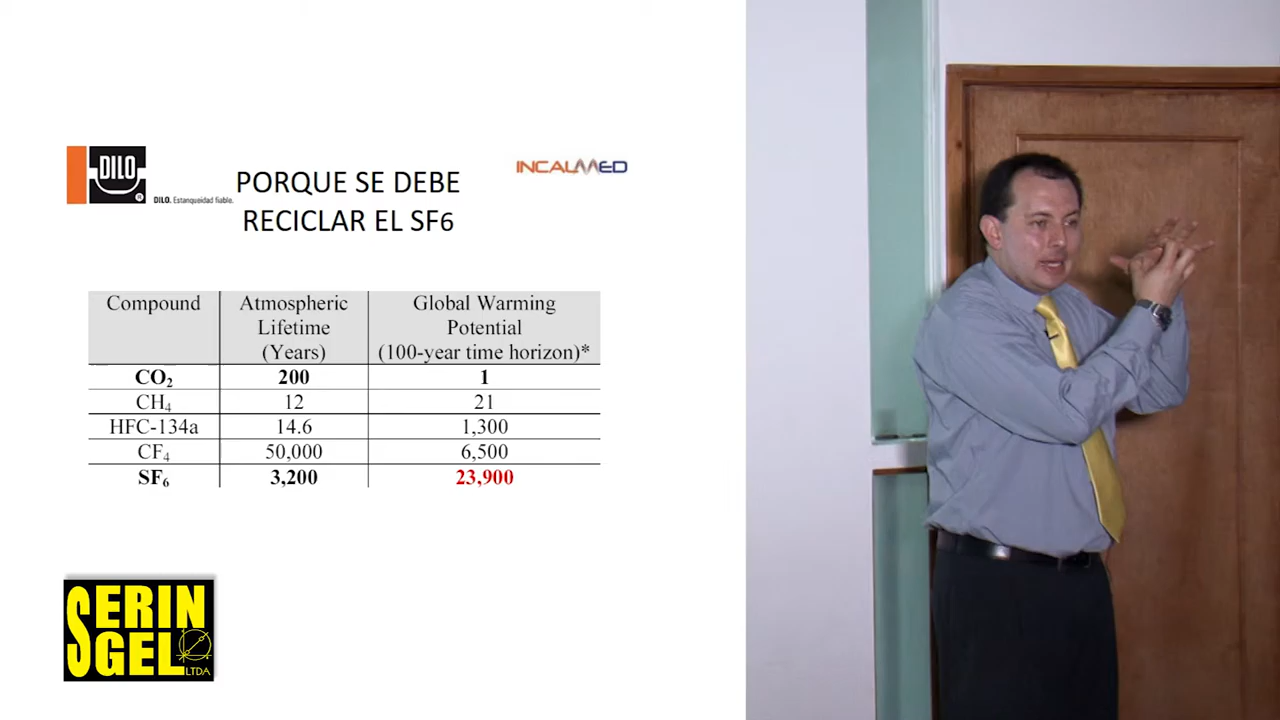 DILO
DILO. Estanqueidad fiable.
PORQUE SE DEBE
RECICLAR EL SF6
INCALMED
Compound Atmospheric Lifetime (Years) Global Warming Potential (100-year time horizon)*
CO₂ 200 1
CH₄ 12 21
HFC-134a 14.6 1,300
CF₄ 50,000 6,500
SF₆ 3,200 23,900
SERIN
GEL
LTDA